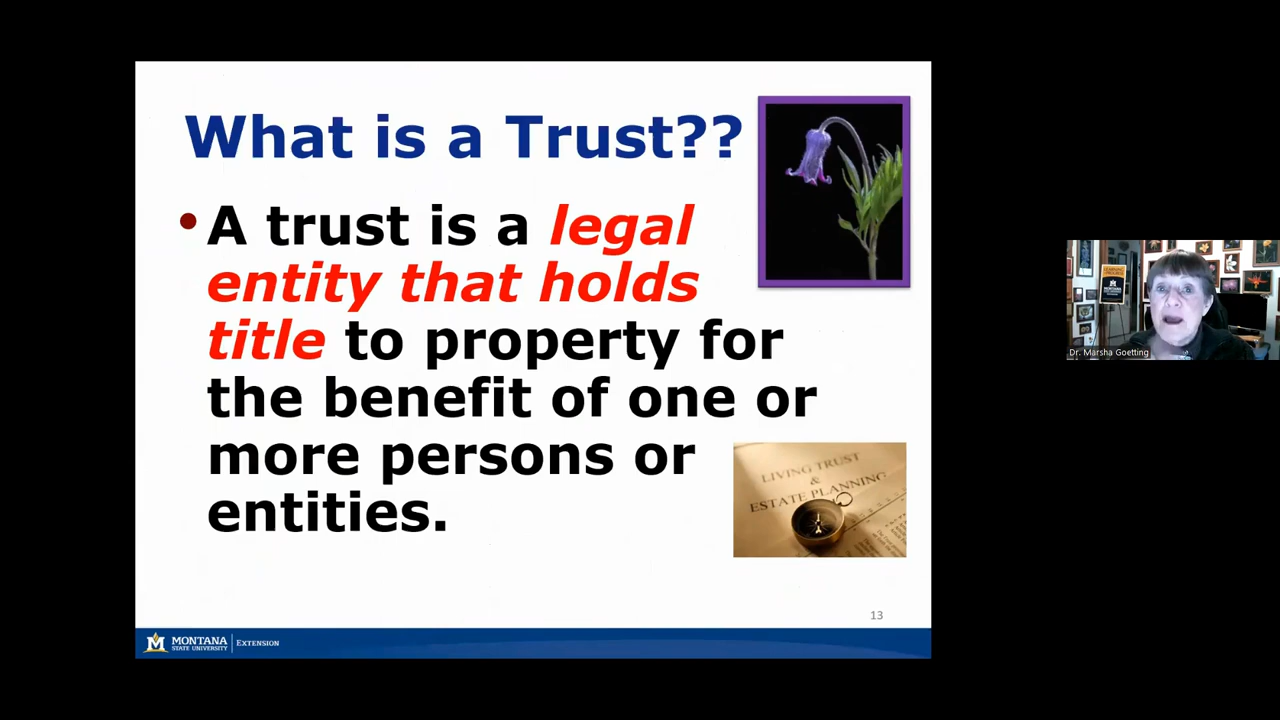 What is a Trust??
• A trust is a legal
entity that holds
title to property for
the benefit of one or
more persons or
entities.
LIVING TRUST
&
ESTATE PLANNING
13
M MONTANA
STATE UNIVERSITY
EXTENSION
MONTANA
Dr. Marsha Goetting